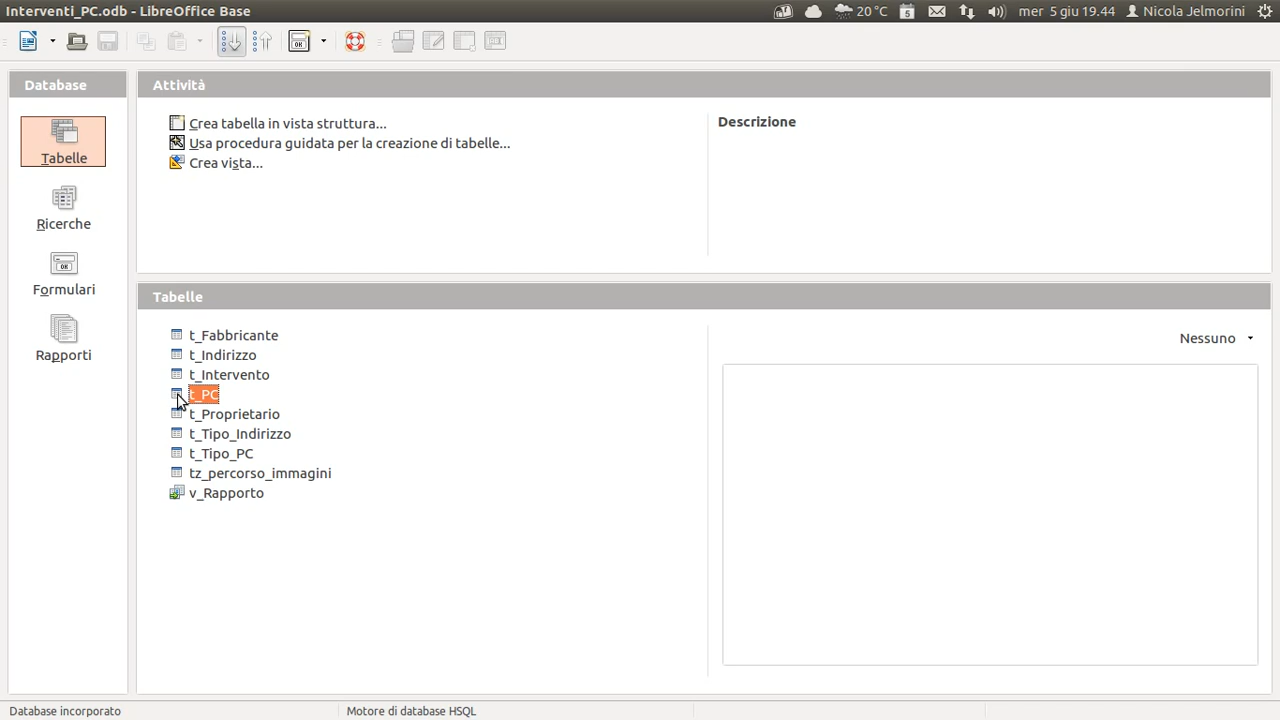 Interventi_PC.odb - LibreOffice Base
20 °C
5
mer 5 giu 19.44
Nicola Jelmorini
Database
Tabelle
Ricerche
Formulari
Rapporti
Attività
Crea tabella in vista struttura...
Usa procedura guidata per la creazione di tabelle...
Crea vista...
Descrizione
Tabelle
t_Fabbricante
t_Indirizzo
t_Intervento
t_PC
t_Proprietario
t_Tipo_Indirizzo
t_Tipo_PC
tz_percorso_immagini
v_Rapporto
Nessuno
Database incorporato
Motore di database HSQL